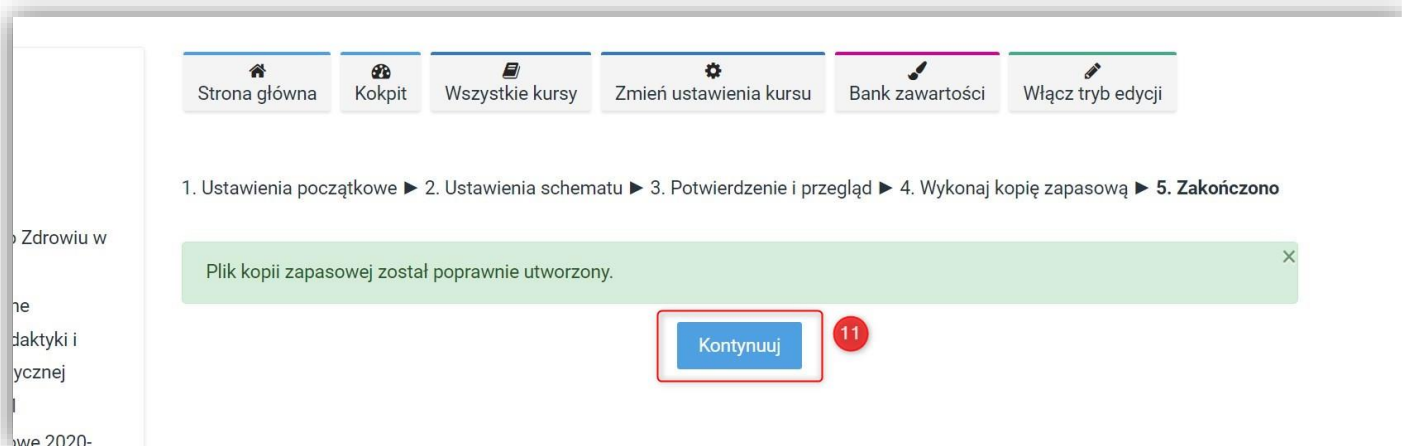 Strona główna
Kokpit
Wszystkie kursy
Zmień ustawienia kursu
Bank zawartości
Włącz tryb edycji
1. Ustawienia początkowe ► 2. Ustawienia schematu ► 3. Potwierdzenie i przegląd ► 4. Wykonaj kopię zapasową ► 5. Zakończono
Zdrowiu w
Plik kopii zapasowej został poprawnie utworzony. ×
ne
daktyki i
Kontynuuj 11
ycznej
owe 2020-